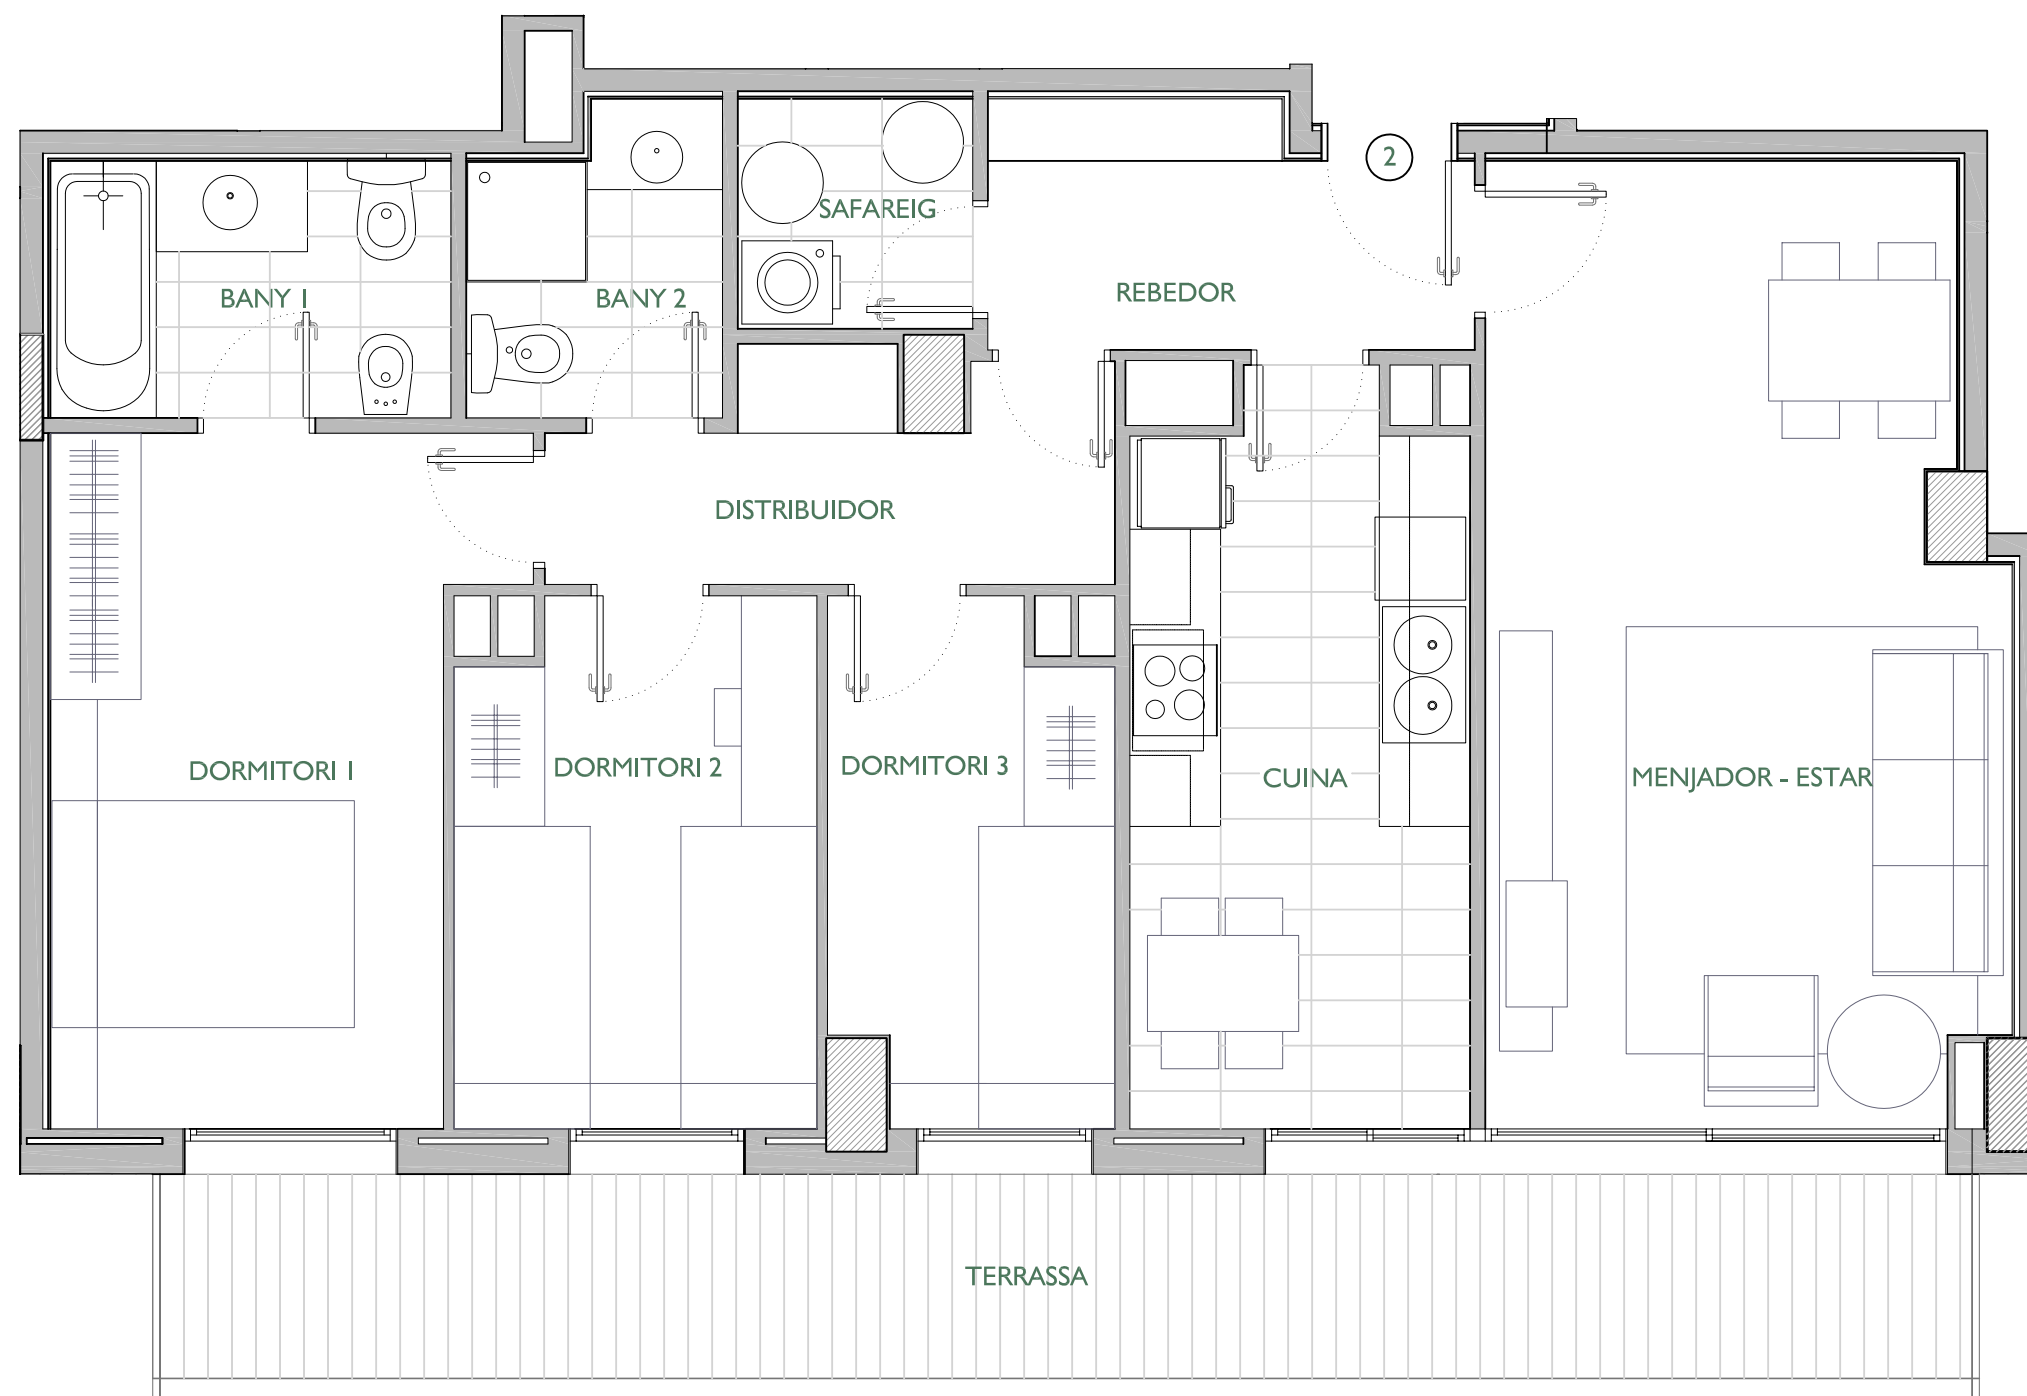 2
SAFAREIG
BANY 1
BANY 2
REBEDOR
DISTRIBUIDOR
DORMITORI 1
DORMITORI 2
DORMITORI 3
CUINA
MENJADOR - ESTAR
TERRASSA